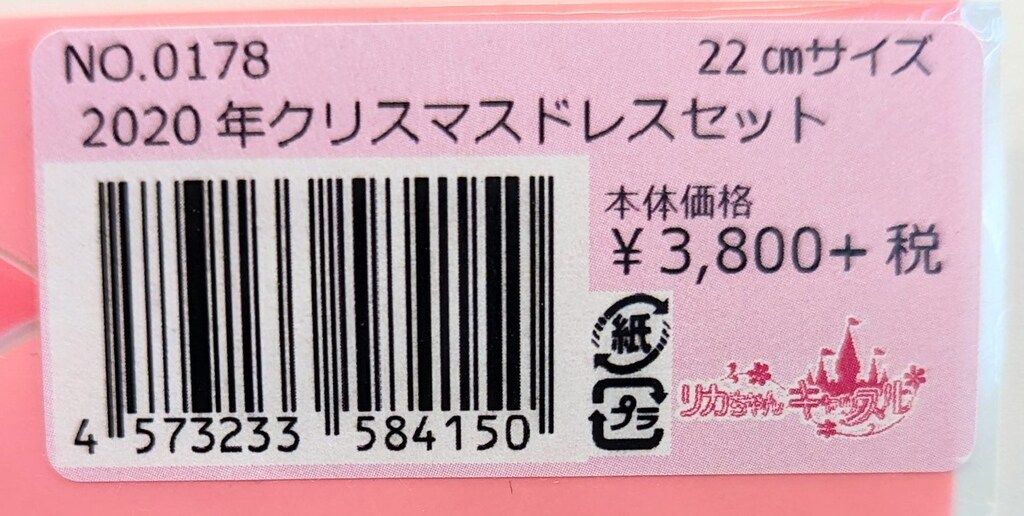 NO.0178
22 cmサイズ
2020 年クリスマスドレスセット
本体価格
¥3,800+ 税
紙
プラ
リカちゃん キャッスル
4 573233 584150